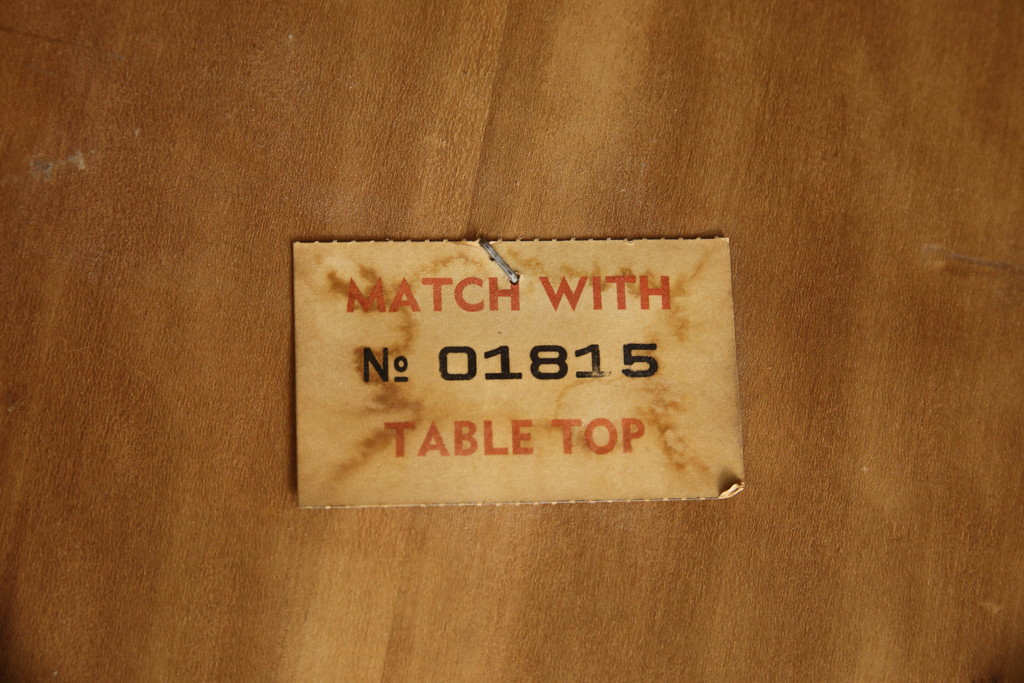 MATCH WITH
№ 01815
TABLE TOP